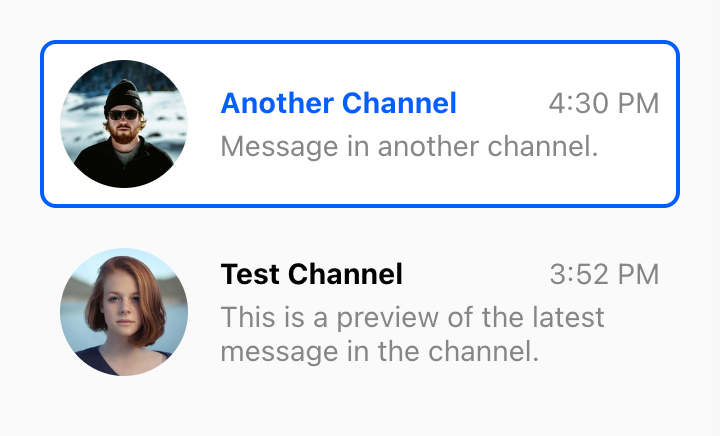 Another Channel 4:30 PM
Message in another channel.
Test Channel 3:52 PM
This is a preview of the latest
message in the channel.